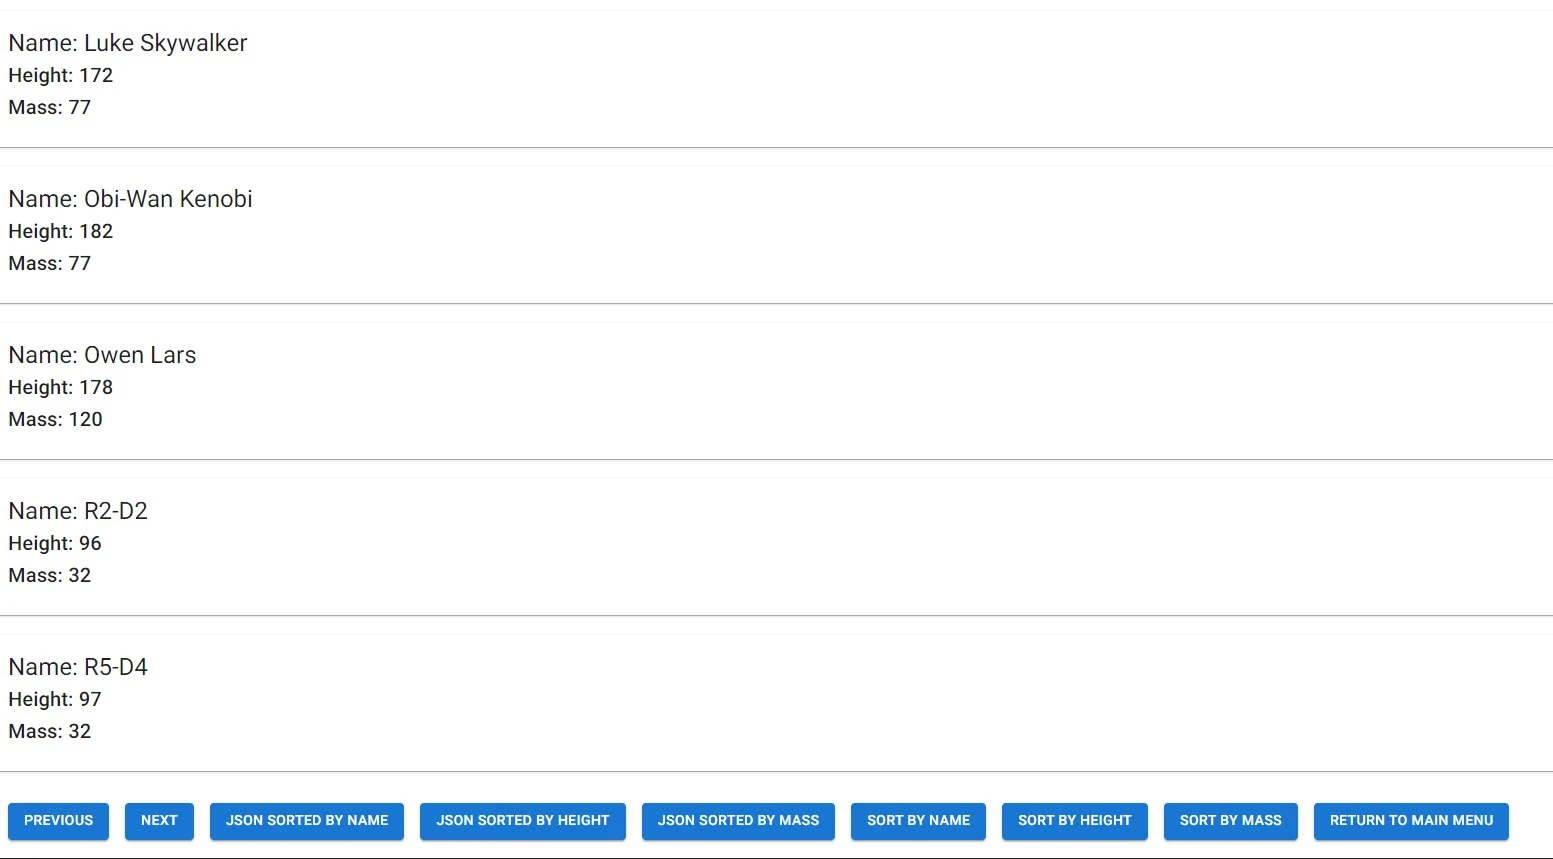 Name: Luke Skywalker
Height: 172
Mass: 77
Name: Obi-Wan Kenobi
Height: 182
Mass: 77
Name: Owen Lars
Height: 178
Mass: 120
Name: R2-D2
Height: 96
Mass: 32
Name: R5-D4
Height: 97
Mass: 32
PREVIOUS NEXT JSON SORTED BY NAME JSON SORTED BY HEIGHT JSON SORTED BY MASS SORT BY NAME SORT BY HEIGHT SORT BY MASS RETURN TO MAIN MENU